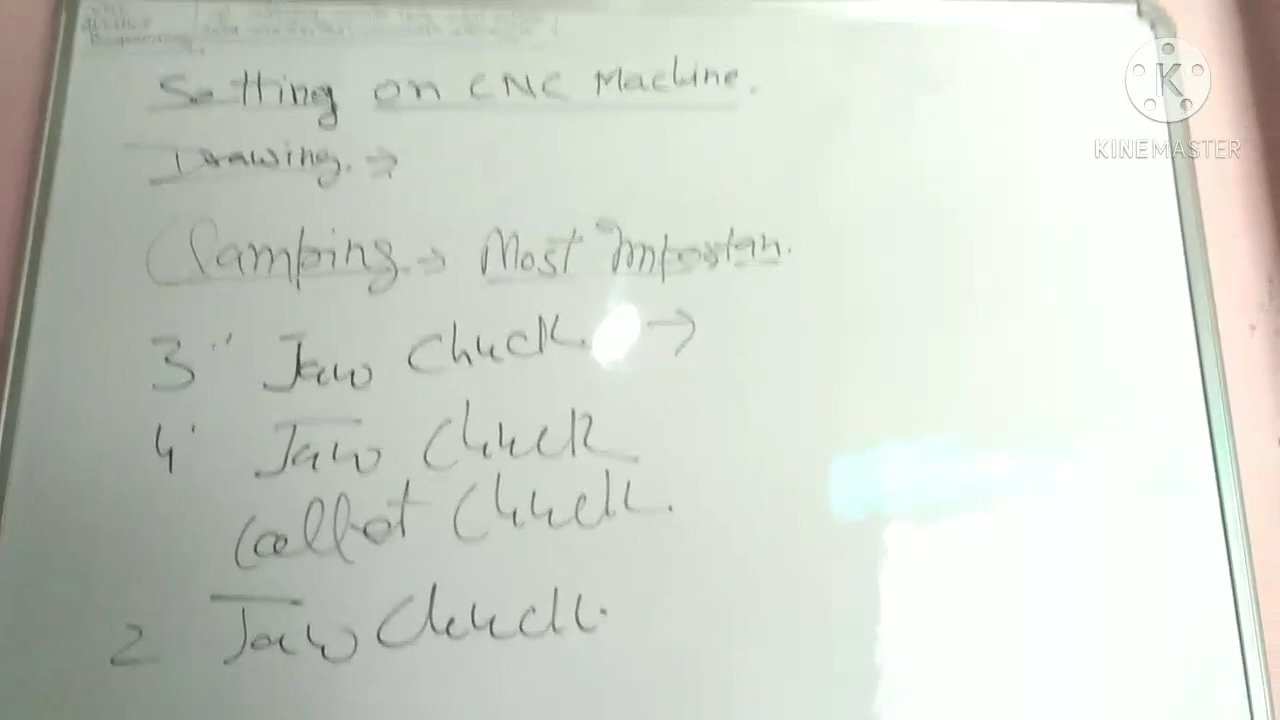 Setting on CNC Machine.
Drawing. →
Clamping. → Most Importan.
3" Jaw Chuck. →
4' Jaw Chuck
Collet Chuck.
2 Jaw Chuck.
K
KINEMASTER